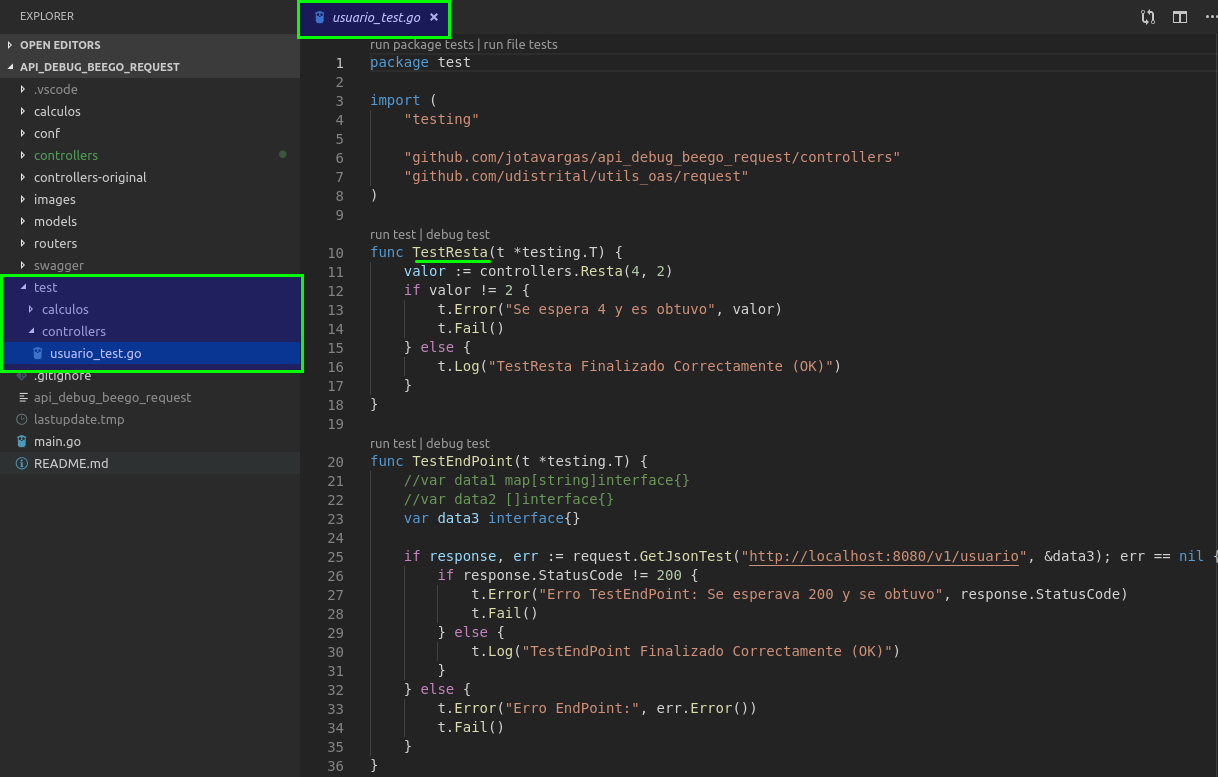 EXPLORER
OPEN EDITORS
API_DEBUG_BEEGO_REQUEST
.vscode
calculos
conf
controllers
controllers-original
images
models
routers
swagger
test
calculos
controllers
usuario_test.go
.gitignore
api_debug_beego_request
lastupdate.tmp
main.go
README.md
usuario_test.go ×
run package tests | run file tests
1 package test
2
3 import (
4 "testing"
5
6 "github.com/jotavargas/api_debug_beego_request/controllers"
7 "github.com/udistrital/utils_oas/request"
8 )
9
run test | debug test
10 func TestResta(t *testing.T) {
11 valor := controllers.Resta(4, 2)
12 if valor != 2 {
13 t.Error("Se espera 4 y es obtuvo", valor)
14 t.Fail()
15 } else {
16 t.Log("TestResta Finalizado Correctamente (OK)")
17 }
18 }
19
run test | debug test
20 func TestEndPoint(t *testing.T) {
21 //var data1 map[string]interface{}
22 //var data2 []interface{}
23 var data3 interface{}
24
25 if response, err := request.GetJsonTest("http://localhost:8080/v1/usuario", &data3); err == nil {
26 if response.StatusCode != 200 {
27 t.Error("Erro TestEndPoint: Se esperava 200 y se obtuvo", response.StatusCode)
28 t.Fail()
29 } else {
30 t.Log("TestEndPoint Finalizado Correctamente (OK)")
31 }
32 } else {
33 t.Error("Erro EndPoint:", err.Error())
34 t.Fail()
35 }
36 }